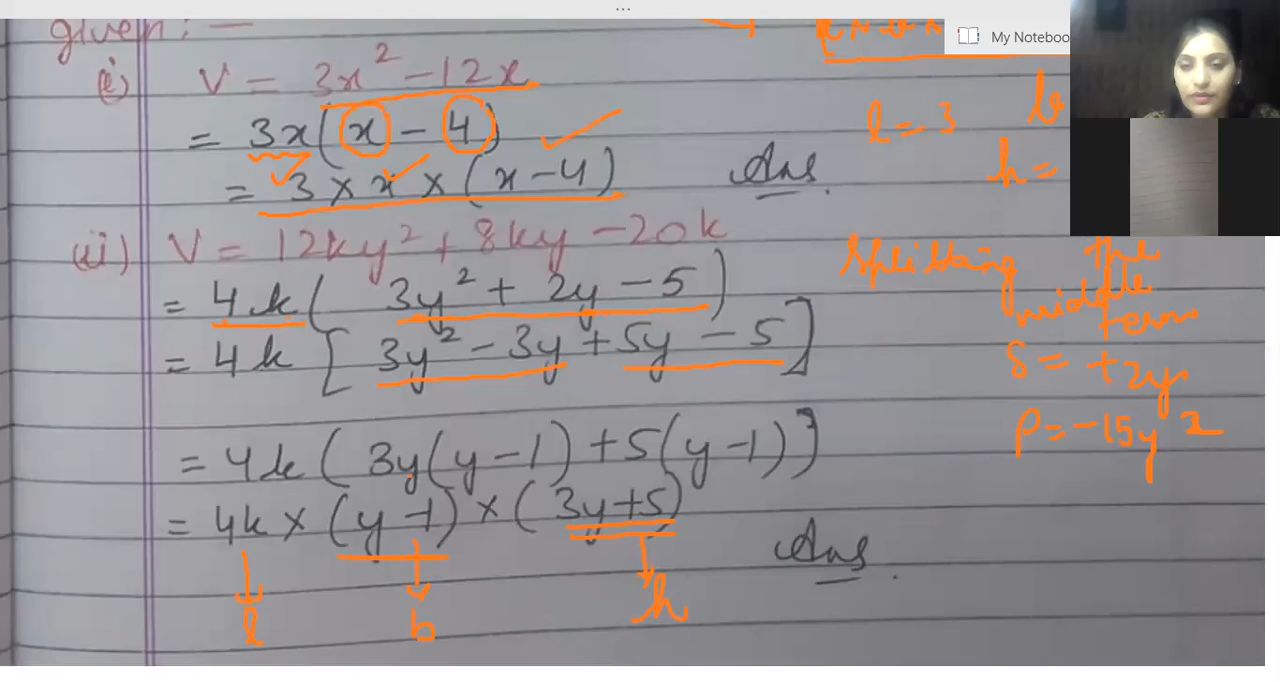 given:
My Noteboo
(i) V = 3x² - 12x
= 3x(x - 4)
l = 3
= 3 × x × (x - 4) Ans.
h =
(ii) V = 12ky² + 8ky - 20k
Splitting the
middle
term
= 4k( 3y² + 2y - 5)
= 4k [ 3y² - 3y + 5y - 5]
S = +2y
P = -15y²
= 4k( 3y(y - 1) + 5(y - 1)]
= 4k × (y - 1) × (3y + 5)
Ans.
l b h